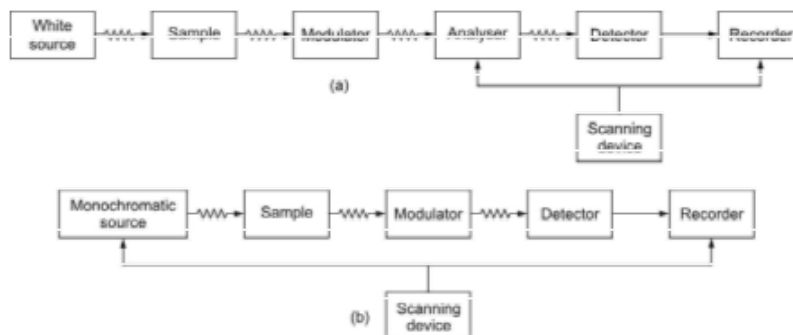 White
source
Sample
Modulator
Analyser
Detector
Recorder
(a)
Scanning
device
Monochromatic
source
Sample
Modulator
Detector
Recorder
Scanning
device
(b)